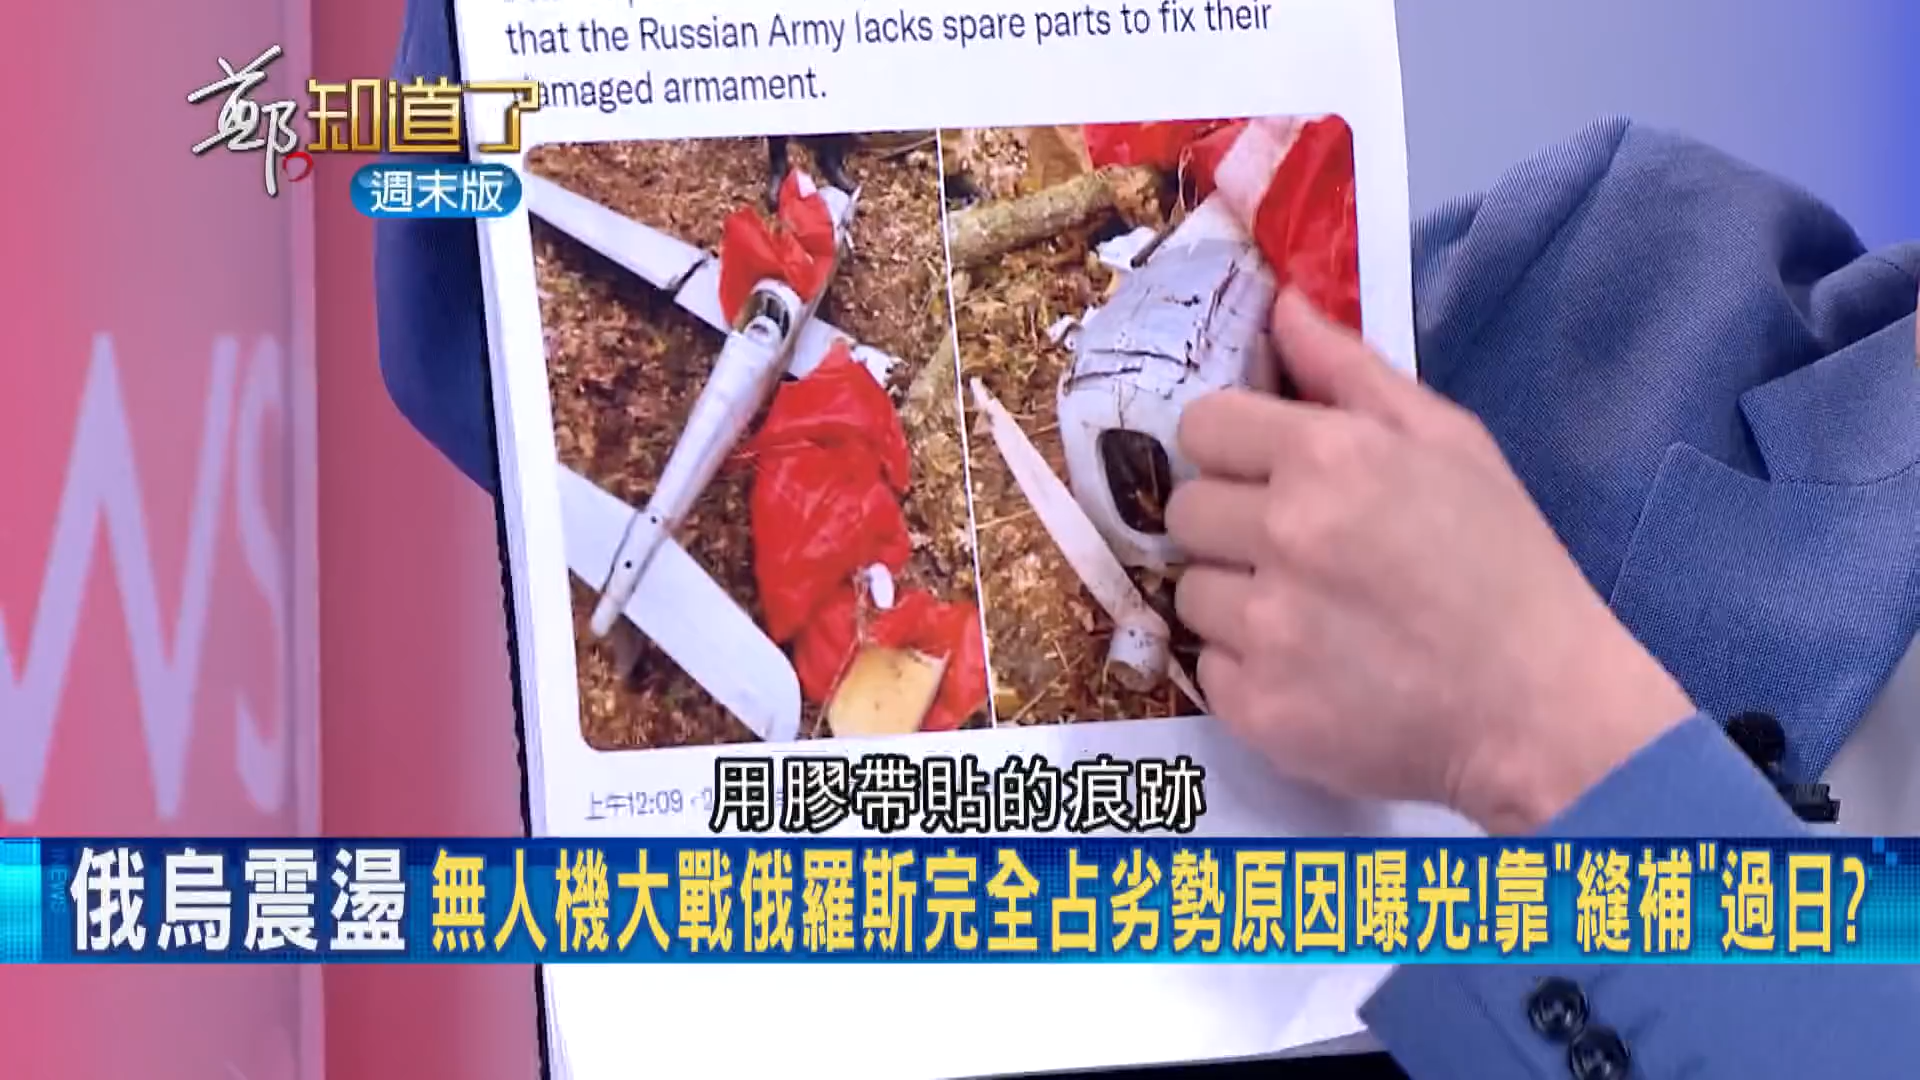 that the Russian Army lacks spare parts to fix their
damaged armament.
鄭知道了
週末版
WS
上午12:09
用膠帶貼的痕跡
俄烏震盪 無人機大戰俄羅斯完全占劣勢原因曝光!靠"縫補"過日?